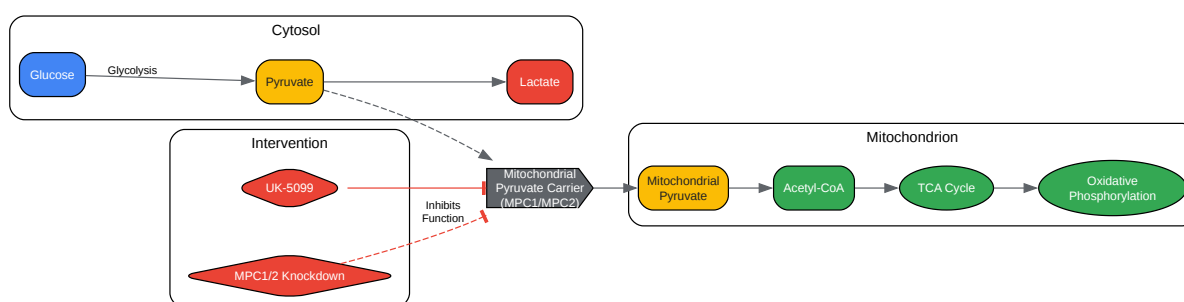 Cytosol
Glucose
Glycolysis
Pyruvate
Lactate
Intervention
UK-5099
Inhibits
Function
MPC1/2 Knockdown
Mitochondrial
Pyruvate Carrier
(MPC1/MPC2)
Mitochondrion
Mitochondrial
Pyruvate
Acetyl-CoA
TCA Cycle
Oxidative
Phosphorylation